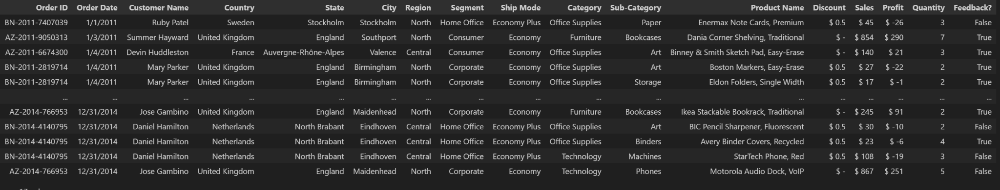 Order ID Order Date Customer Name Country State City Region Segment Ship Mode Category Sub-Category Product Name Discount Sales Profit Quantity Feedback?
BN-2011-7407039 1/1/2011 Ruby Patel Sweden Stockholm Stockholm North Home Office Economy Plus Office Supplies Paper Enermax Note Cards, Premium $ 0.5 $ 45 $ -26 3 False
AZ-2011-9050313 1/3/2011 Summer Hayward United Kingdom England Southport North Consumer Economy Furniture Bookcases Dania Corner Shelving, Traditional $ - $ 854 $ 290 7 True
AZ-2011-6674300 1/4/2011 Devin Huddleston France Auvergne-Rhône-Alpes Valence Central Consumer Economy Office Supplies Art Binney & Smith Sketch Pad, Easy-Erase $ - $ 140 $ 21 3 True
BN-2011-2819714 1/4/2011 Mary Parker United Kingdom England Birmingham North Corporate Economy Office Supplies Art Boston Markers, Easy-Erase $ 0.5 $ 27 $ -22 2 True
BN-2011-2819714 1/4/2011 Mary Parker United Kingdom England Birmingham North Corporate Economy Office Supplies Storage Eldon Folders, Single Width $ 0.5 $ 17 $ -1 2 True
... ... ... ... ... ... ... ... ... ... ... ... ... ... ... ... ...
AZ-2014-766953 12/31/2014 Jose Gambino United Kingdom England Maidenhead North Corporate Economy Furniture Bookcases Ikea Stackable Bookrack, Traditional $ - $ 245 $ 91 2 True
BN-2014-4140795 12/31/2014 Daniel Hamilton Netherlands North Brabant Eindhoven Central Home Office Economy Plus Office Supplies Art BIC Pencil Sharpener, Fluorescent $ 0.5 $ 30 $ -10 2 False
BN-2014-4140795 12/31/2014 Daniel Hamilton Netherlands North Brabant Eindhoven Central Home Office Economy Plus Office Supplies Binders Avery Binder Covers, Recycled $ 0.5 $ 23 $ -6 4 True
BN-2014-4140795 12/31/2014 Daniel Hamilton Netherlands North Brabant Eindhoven Central Home Office Economy Plus Technology Machines StarTech Phone, Red $ 0.5 $ 108 $ -19 3 False
AZ-2014-766953 12/31/2014 Jose Gambino United Kingdom England Maidenhead North Corporate Economy Technology Phones Motorola Audio Dock, VoIP $ - $ 867 $ 251 5 False